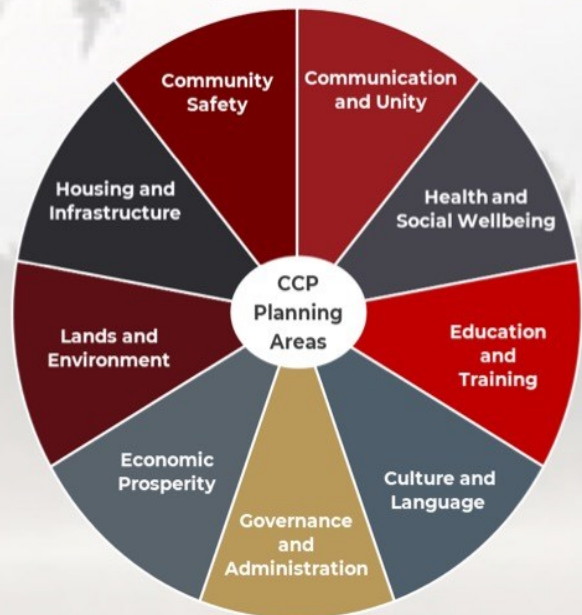 Community
Safety
Communication
and Unity
Housing and
Infrastructure
Health and
Social Wellbeing
CCP
Planning
Areas
Lands and
Environment
Education
and
Training
Economic
Prosperity
Culture and
Language
Governance
and
Administration